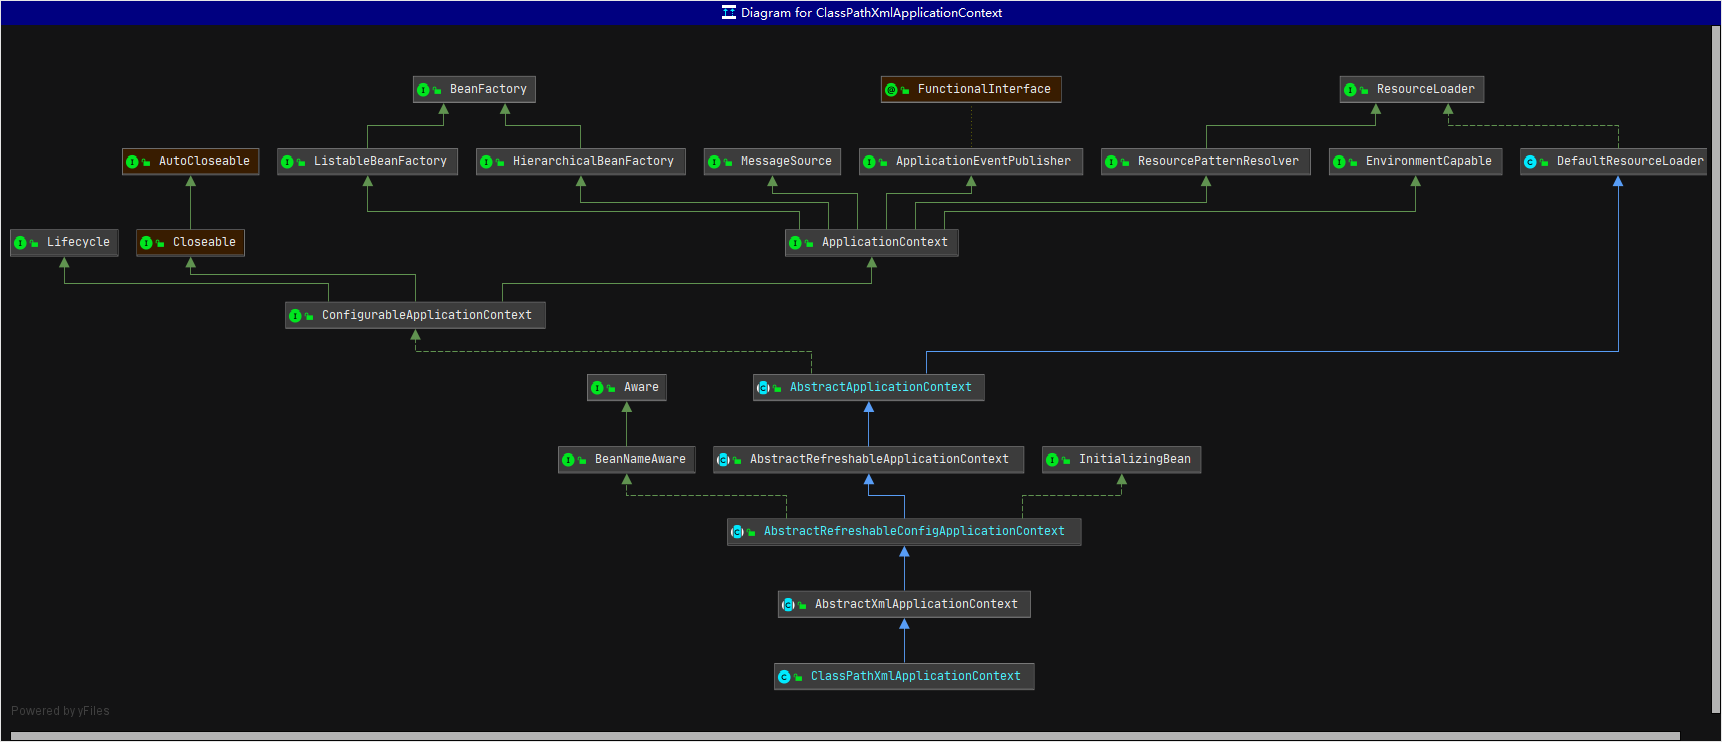 Diagram for ClassPathXmlApplicationContext
BeanFactory
FunctionalInterface
ResourceLoader
AutoCloseable
ListableBeanFactory
HierarchicalBeanFactory
MessageSource
ApplicationEventPublisher
ResourcePatternResolver
EnvironmentCapable
DefaultResourceLoader
Lifecycle
Closeable
ApplicationContext
ConfigurableApplicationContext
Aware
AbstractApplicationContext
BeanNameAware
AbstractRefreshableApplicationContext
InitializingBean
AbstractRefreshableConfigApplicationContext
AbstractXmlApplicationContext
ClassPathXmlApplicationContext
Powered by yFiles